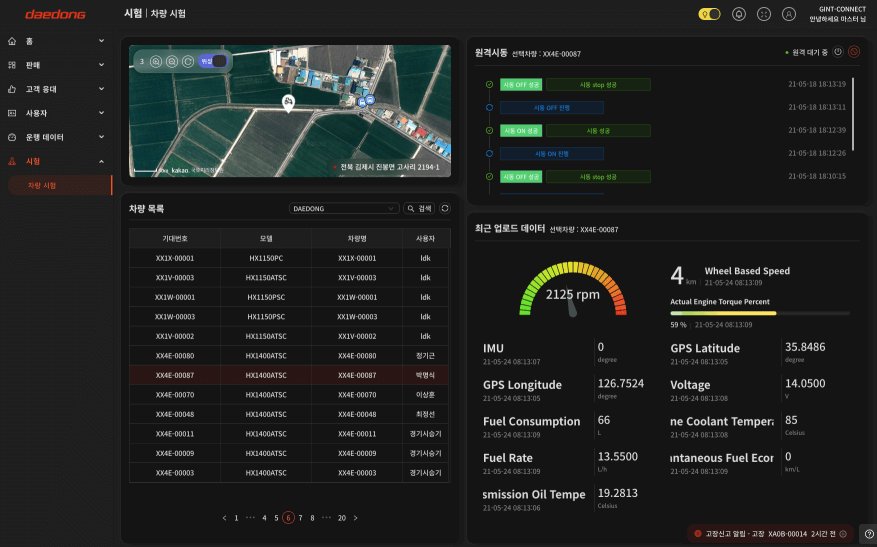 daedong
시험 | 차량 시험
GINT-CONNECT
안녕하세요 마스터 님
홈
판매
고객 응대
사용자
운행 데이터
시험
차량 시험
3
위성
kakao
전북 김제시 진봉면 고사리 2194-1
원격시동 선택차량 : XX4E-00087
원격 대기 중
시동 OFF 성공 시동 stop 성공 21-05-18 18:13:19
시동 OFF 진행 21-05-18 18:13:11
시동 ON 성공 시동 성공 21-05-18 18:12:39
시동 ON 진행 21-05-18 18:12:26
시동 OFF 성공 시동 stop 성공 21-05-18 18:10:15
차량 목록
DAEDONG
검색
기대번호 모델 차량명 사용자
XX1X-00001 HX1150PC XX1X-00001 ldk
XX1V-00003 HX1150ATSC XX1V-00003 ldk
XX1W-00001 HX1150PSC XX1W-00001 ldk
XX1W-00003 HX1150PSC XX1W-00003 ldk
XX1V-00002 HX1150ATSC XX1V-00002 ldk
XX4E-00080 HX1400ATSC XX4E-00080 정기근
XX4E-00087 HX1400ATSC XX4E-00087 박명식
XX4E-00070 HX1400ATSC XX4E-00070 이상훈
XX4E-00048 HX1400ATSC XX4E-00048 최정선
XX4E-00011 HX1400ATSC XX4E-00011 경기시승기
XX4E-00009 HX1400ATSC XX4E-00009 경기시승기
XX4E-00003 HX1400ATSC XX4E-00003 경기시승기
< 1 ••• 4 5 6 7 8 ••• 20 >
최근 업로드 데이터 선택차량 : XX4E-00087
2125 rpm
4 km
Wheel Based Speed
21-05-24 08:13:09
Actual Engine Torque Percent
59 % | 21-05-24 08:13:09
IMU
21-05-24 08:13:07
0
degree
GPS Latitude
21-05-24 08:13:05
35.8486
degree
GPS Longitude
21-05-24 08:13:05
126.7524
degree
Voltage
21-05-24 08:13:08
14.0500
V
Fuel Consumption
21-05-24 08:13:09
66
L
ne Coolant Tempera
21-05-24 08:13:08
85
Celsius
Fuel Rate
21-05-24 08:13:09
13.5500
L/h
ntaneous Fuel Econ
21-05-24 08:13:09
0
km/L
smission Oil Tempe
21-05-24 08:13:06
19.2813
Celsius
고장신고 알림 - 고장 XA0B-00014 2시간 전